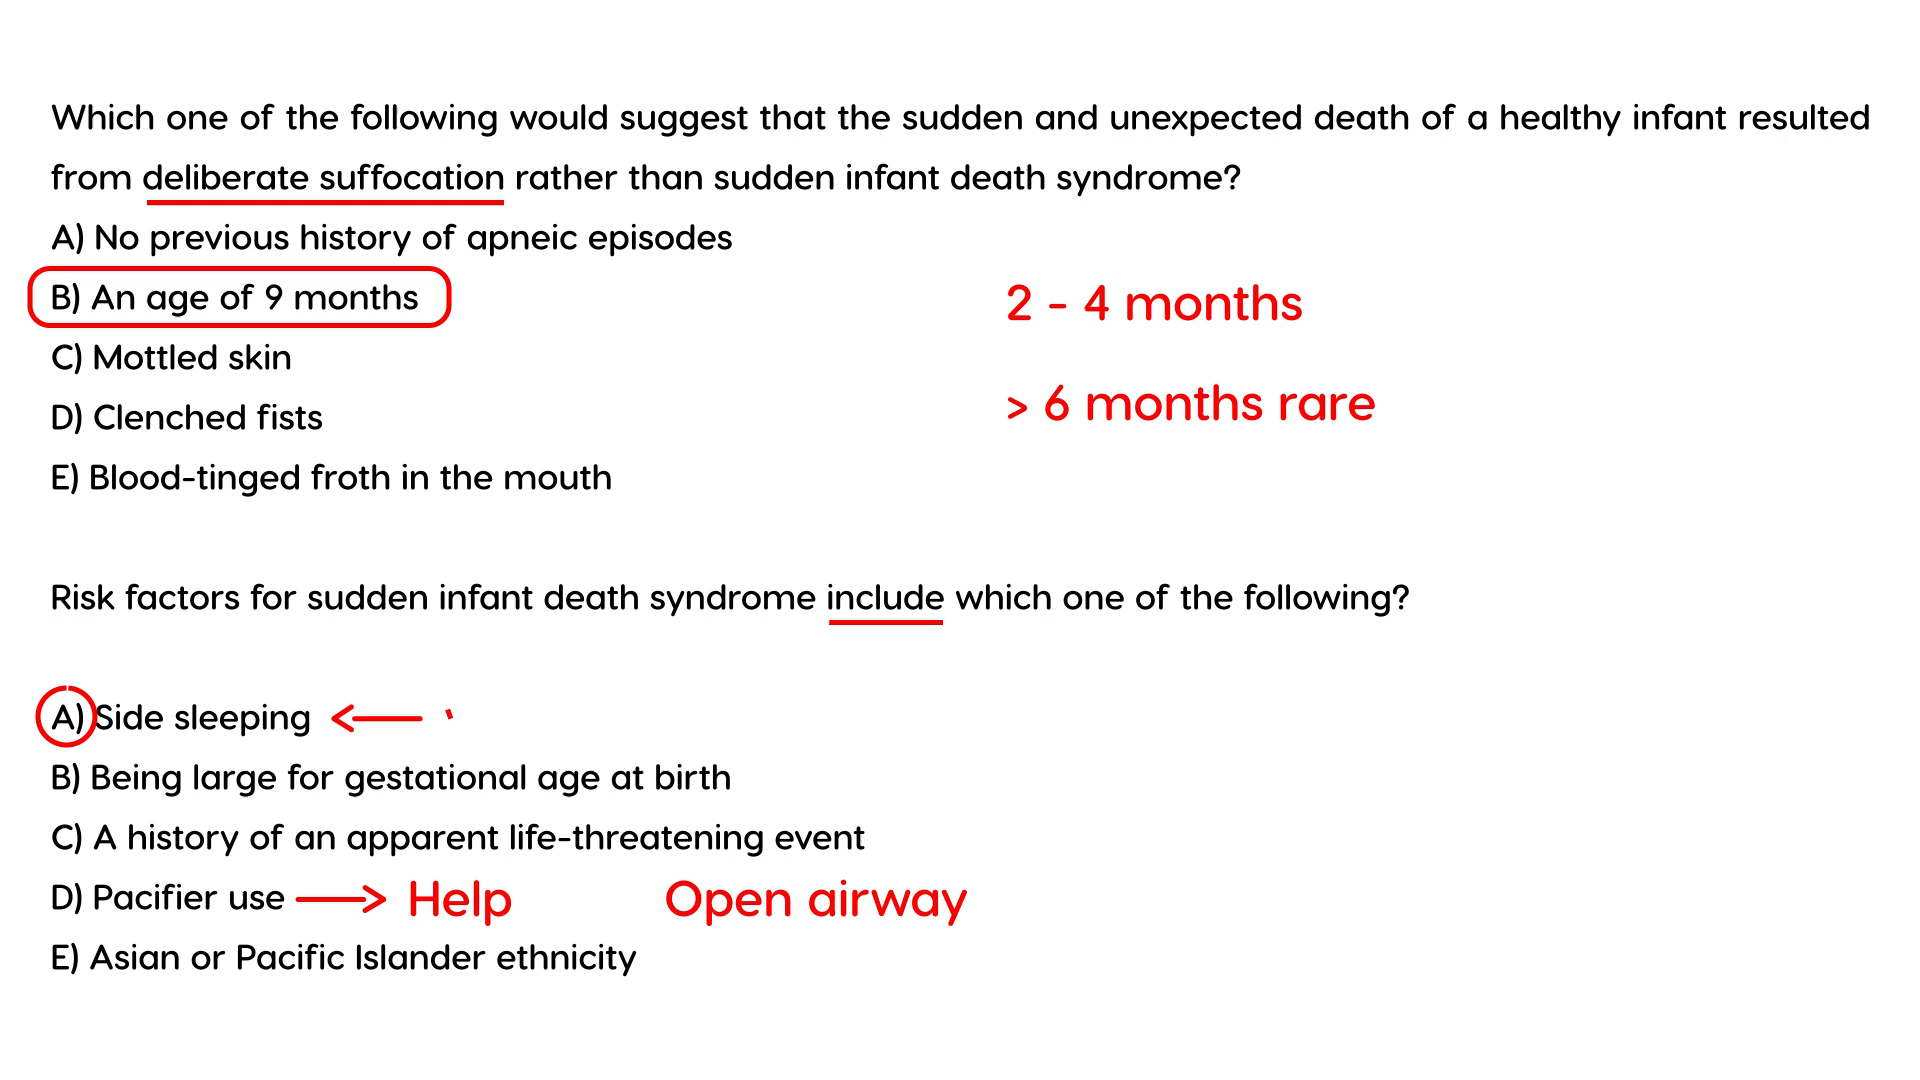 Which one of the following would suggest that the sudden and unexpected death of a healthy infant resulted
from deliberate suffocation rather than sudden infant death syndrome?
A) No previous history of apneic episodes
B) An age of 9 months
2 - 4 months
C) Mottled skin
> 6 months rare
D) Clenched fists
E) Blood-tinged froth in the mouth
Risk factors for sudden infant death syndrome include which one of the following?
A) Side sleeping
B) Being large for gestational age at birth
C) A history of an apparent life-threatening event
D) Pacifier use Help Open airway
E) Asian or Pacific Islander ethnicity